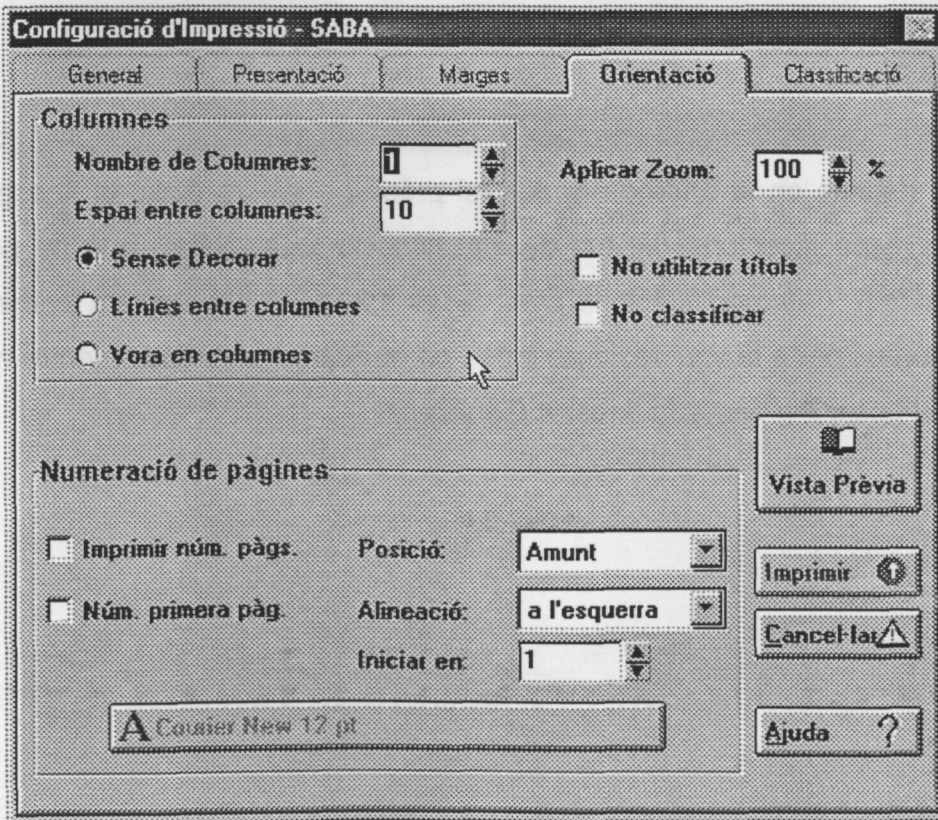 Configuració d'Impressió - SABA
General Presentació Marges Orientació Classificació
Columnes
Nombre de Columnes: 1
Espai entre columnes: 10
Sense Decorar
Línies entre columnes
Vora en columnes
Aplicar Zoom: 100 %
No utilitzar títols
No classificar
Numeració de pàgines
Imprimir núm. pàgs. Posició: Amunt
Núm. primera pàg. Alineació: a l'esquerra
Iniciar en: 1
A Courier New 12 pt
Vista Prèvia
Imprimir
Cancel·lar
Ajuda ?